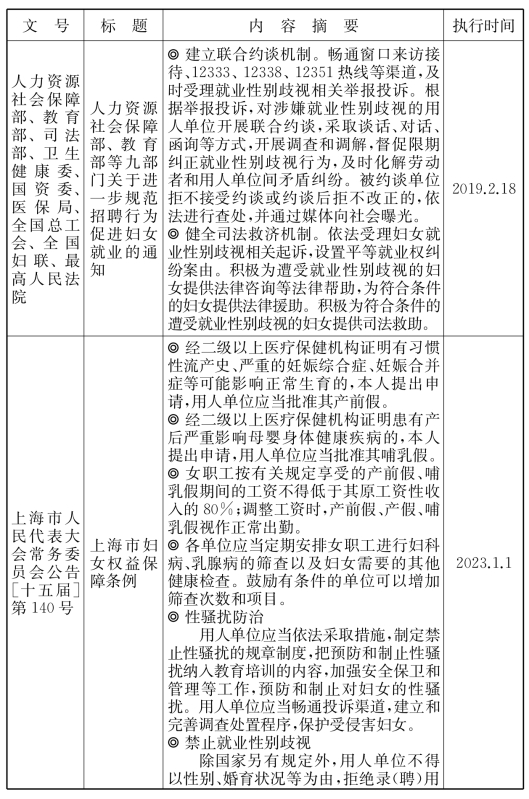 文　号
标　题
内　容　摘　要
执行时间
人力资源
社会保障
部、教育
部、司法
部、卫生
健康委、
国资委、
医保局、
全国总工
会、全国
妇联、最
高人民法
院
人力资源
社会保障
部、教育
部等九部
门关于进
一步规范
招聘行为
促进妇女
就业的通
知
◎ 建立联合约谈机制。畅通窗口来访接
待、12333、12338、12351 热线等渠道,及
时受理就业性别歧视相关举报投诉。根
据举报投诉,对涉嫌就业性别歧视的用
人单位开展联合约谈,采取谈话、对话、
函询等方式,开展调查和调解,督促限期
纠正就业性别歧视行为,及时化解劳动
者和用人单位间矛盾纠纷。被约谈单位
拒不接受约谈或约谈后拒不改正的,依
法进行查处,并通过媒体向社会曝光。
◎ 健全司法救济机制。依法受理妇女就
业性别歧视相关起诉,设置平等就业权纠
纷案由。积极为遭受就业性别歧视的妇
女提供法律咨询等法律帮助,为符合条件
的妇女提供法律援助。积极为符合条件的
遭受就业性别歧视的妇女提供司法救助。
2019.2.18
上海市人
民代表大
会常务委
员会公告
[十五届]
第 140 号
上海市妇
女权益保
障条例
◎ 经二级以上医疗保健机构证明有习惯
性流产史、严重的妊娠综合症、妊娠合并
症等可能影响正常生育的,本人提出申
请,用人单位应当批准其产前假。
◎ 经二级以上医疗保健机构证明患有产
后严重影响母婴身体健康疾病的,本人
提出申请,用人单位应当批准其哺乳假。
◎ 女职工按有关规定享受的产前假、哺
乳假期间的工资不得低于其原工资性收
入的 80%;调整工资时,产前假、产假、哺
乳假视作正常出勤。
◎ 各单位应当定期安排女职工进行妇科
病、乳腺病的筛查以及妇女需要的其他
健康检查。鼓励有条件的单位可以增加
筛查次数和项目。
◎ 性骚扰防治
用人单位应当依法采取措施,制定禁
止性骚扰的规章制度,把预防和制止性骚
扰纳入教育培训的内容,加强安全保卫和
管理等工作,预防和制止对妇女的性骚
扰。用人单位应当畅通投诉渠道,建立和
完善调查处置程序,保护受侵害妇女。
◎ 禁止就业性别歧视
除国家另有规定外,用人单位不得
以性别、婚育状况等为由,拒绝录(聘)用
2023.1.1